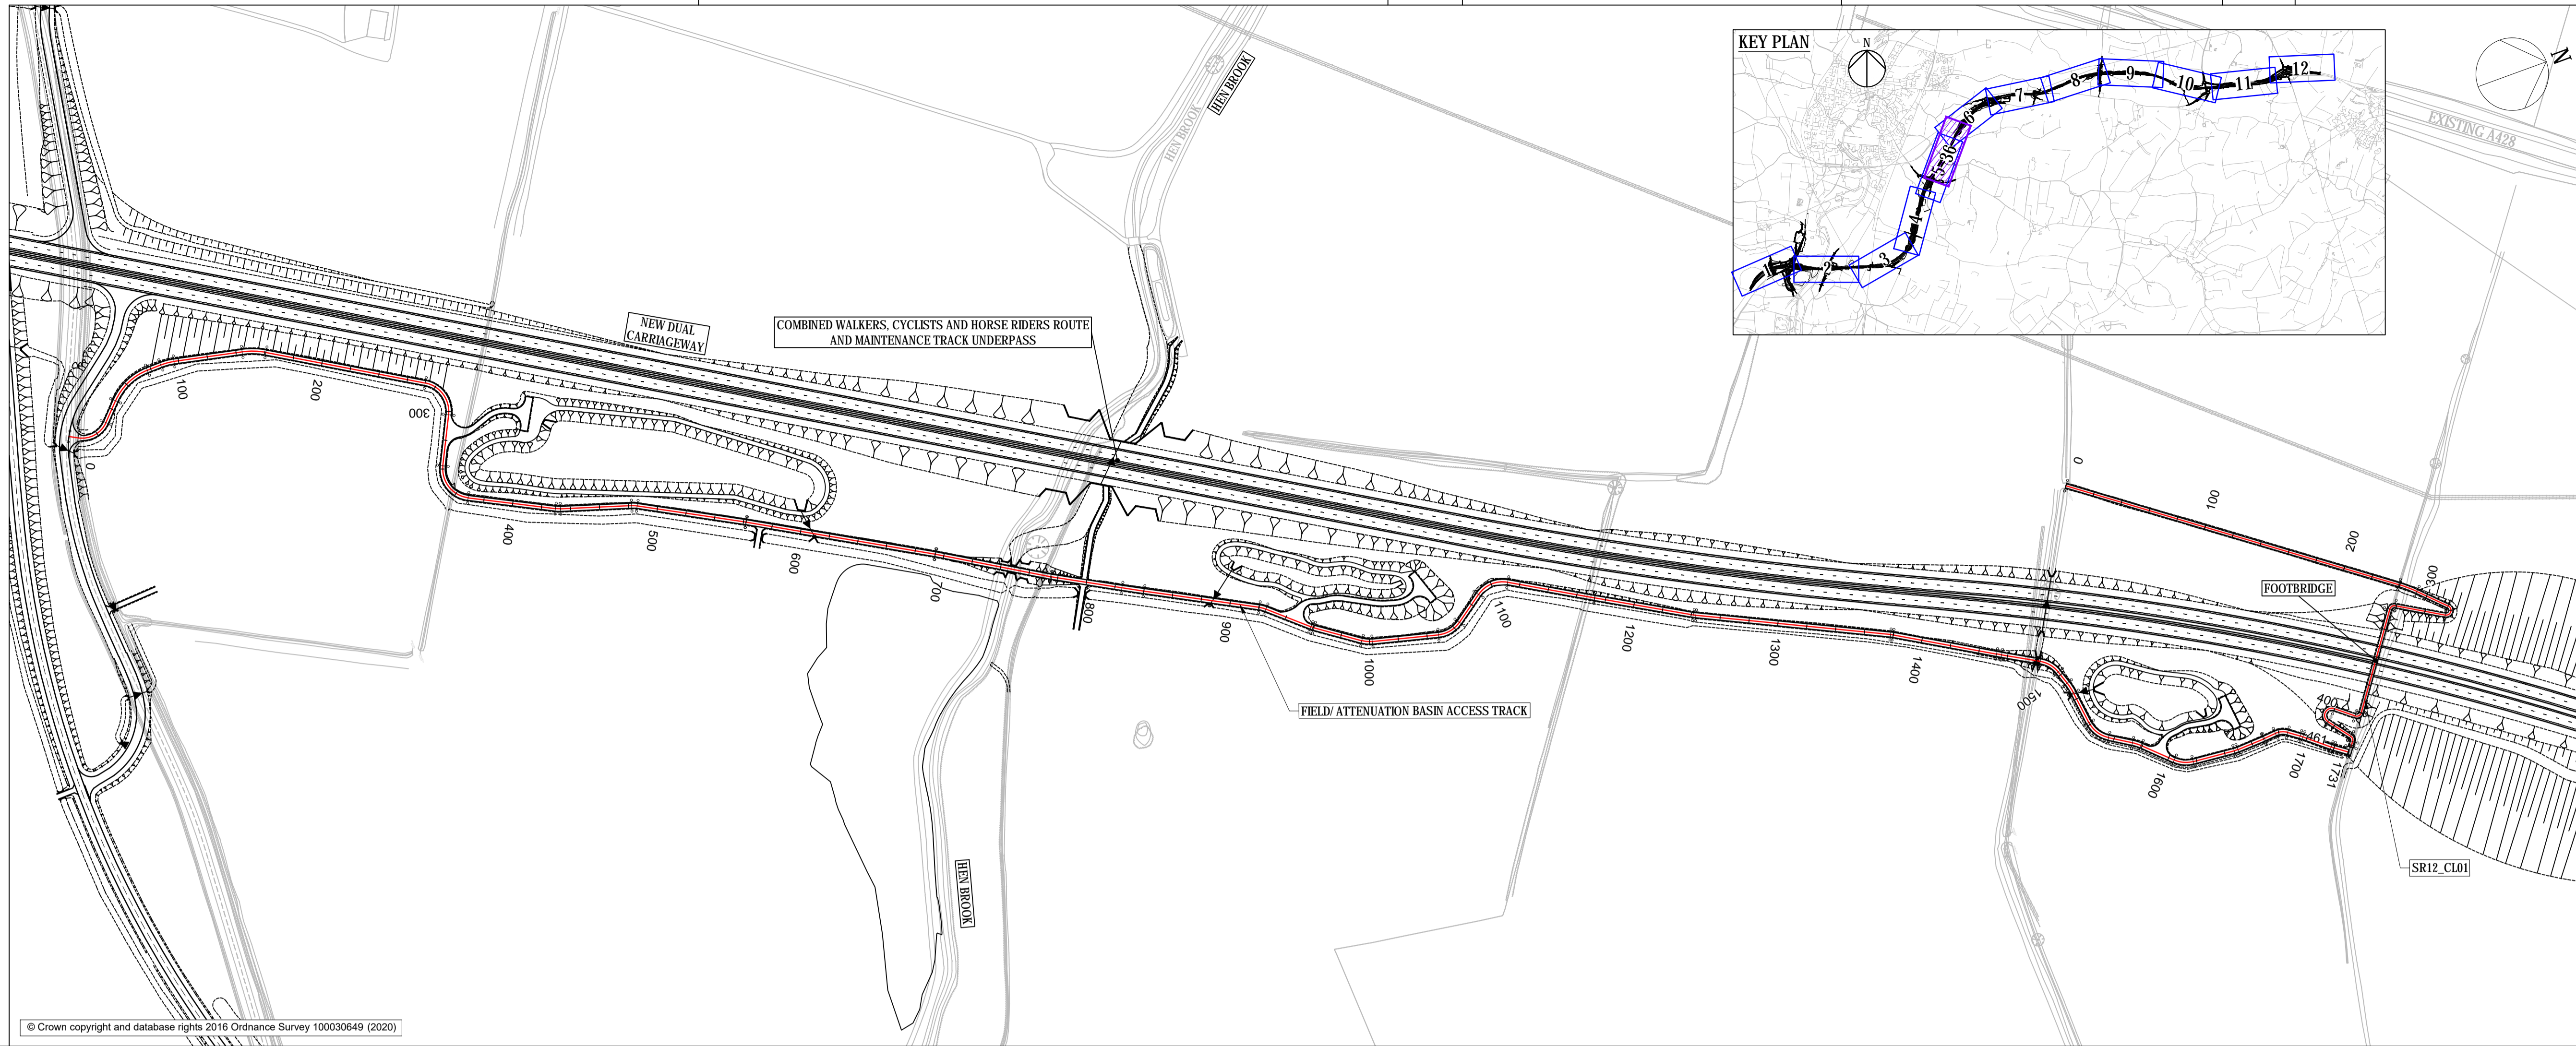 KEY PLAN
N
1
2
3
4
5=36
6
7
8
9
10
11
12
N
EXISTING A428
HEN BROOK
HEN BROOK
NEW DUAL
CARRIAGEWAY
COMBINED WALKERS, CYCLISTS AND HORSE RIDERS ROUTE
AND MAINTENANCE TRACK UNDERPASS
0
100
200
300
400
500
600
700
800
900
1000
1100
1200
1300
1400
1500
1600
1700
1731
0
100
200
300
400
461
FOOTBRIDGE
FIELD/ ATTENUATION BASIN ACCESS TRACK
SR12_CL01
HEN BROOK
© Crown copyright and database rights 2016 Ordnance Survey 100030649 (2020)